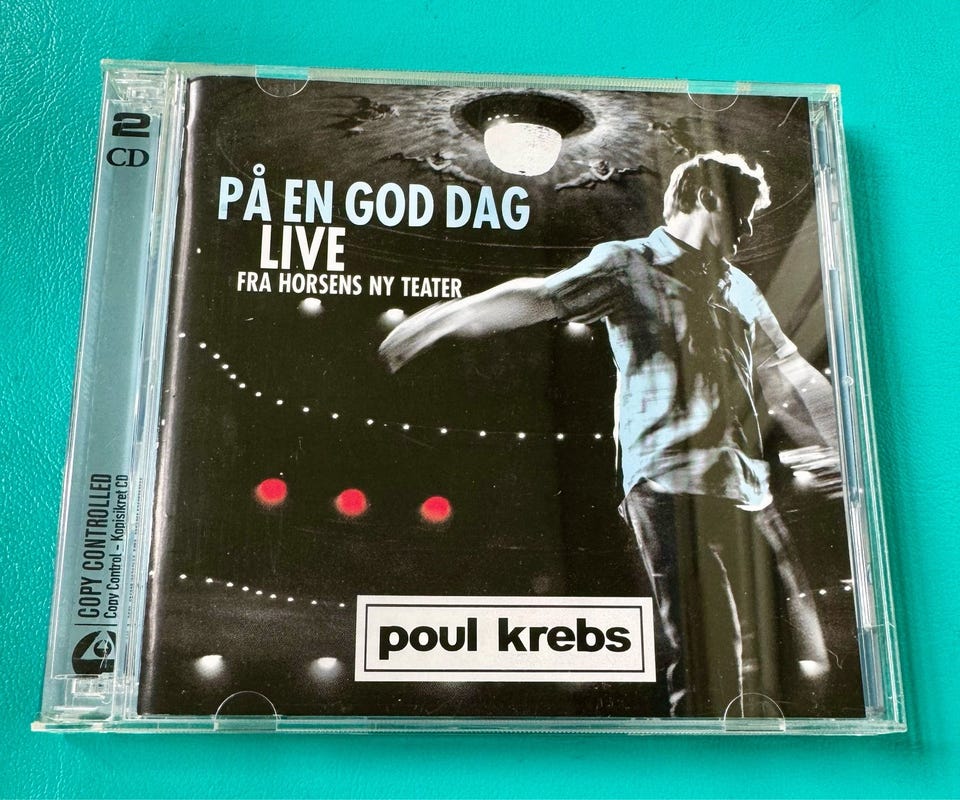 PÅ EN GOD DAG
LIVE
FRA HORSENS NY TEATER
poul krebs
2
CD
COPY CONTROLLED
Copy Control – Kopisikret CD